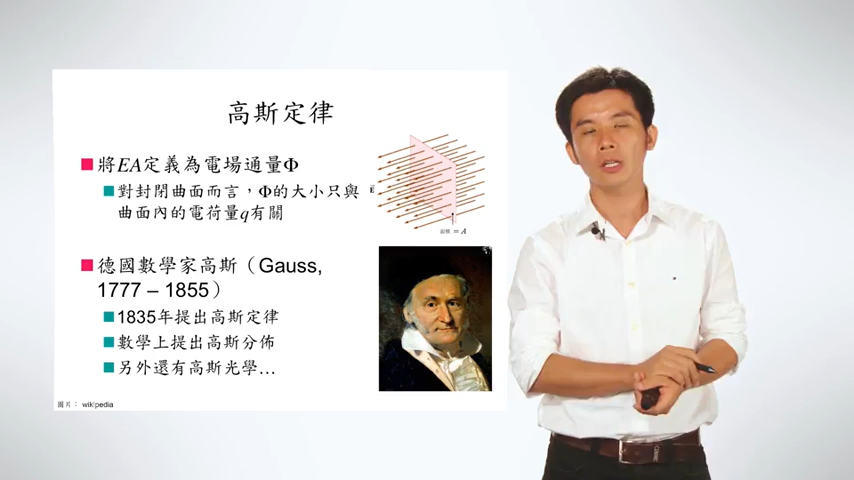 高斯定律
將EA定義為電場通量Φ
對封閉曲面而言，Φ的大小只與
曲面內的電荷量q有關
E
面積 = A
德國數學家高斯（Gauss,
1777 – 1855）
1835年提出高斯定律
數學上提出高斯分佈
另外還有高斯光學...
圖片： wikipedia